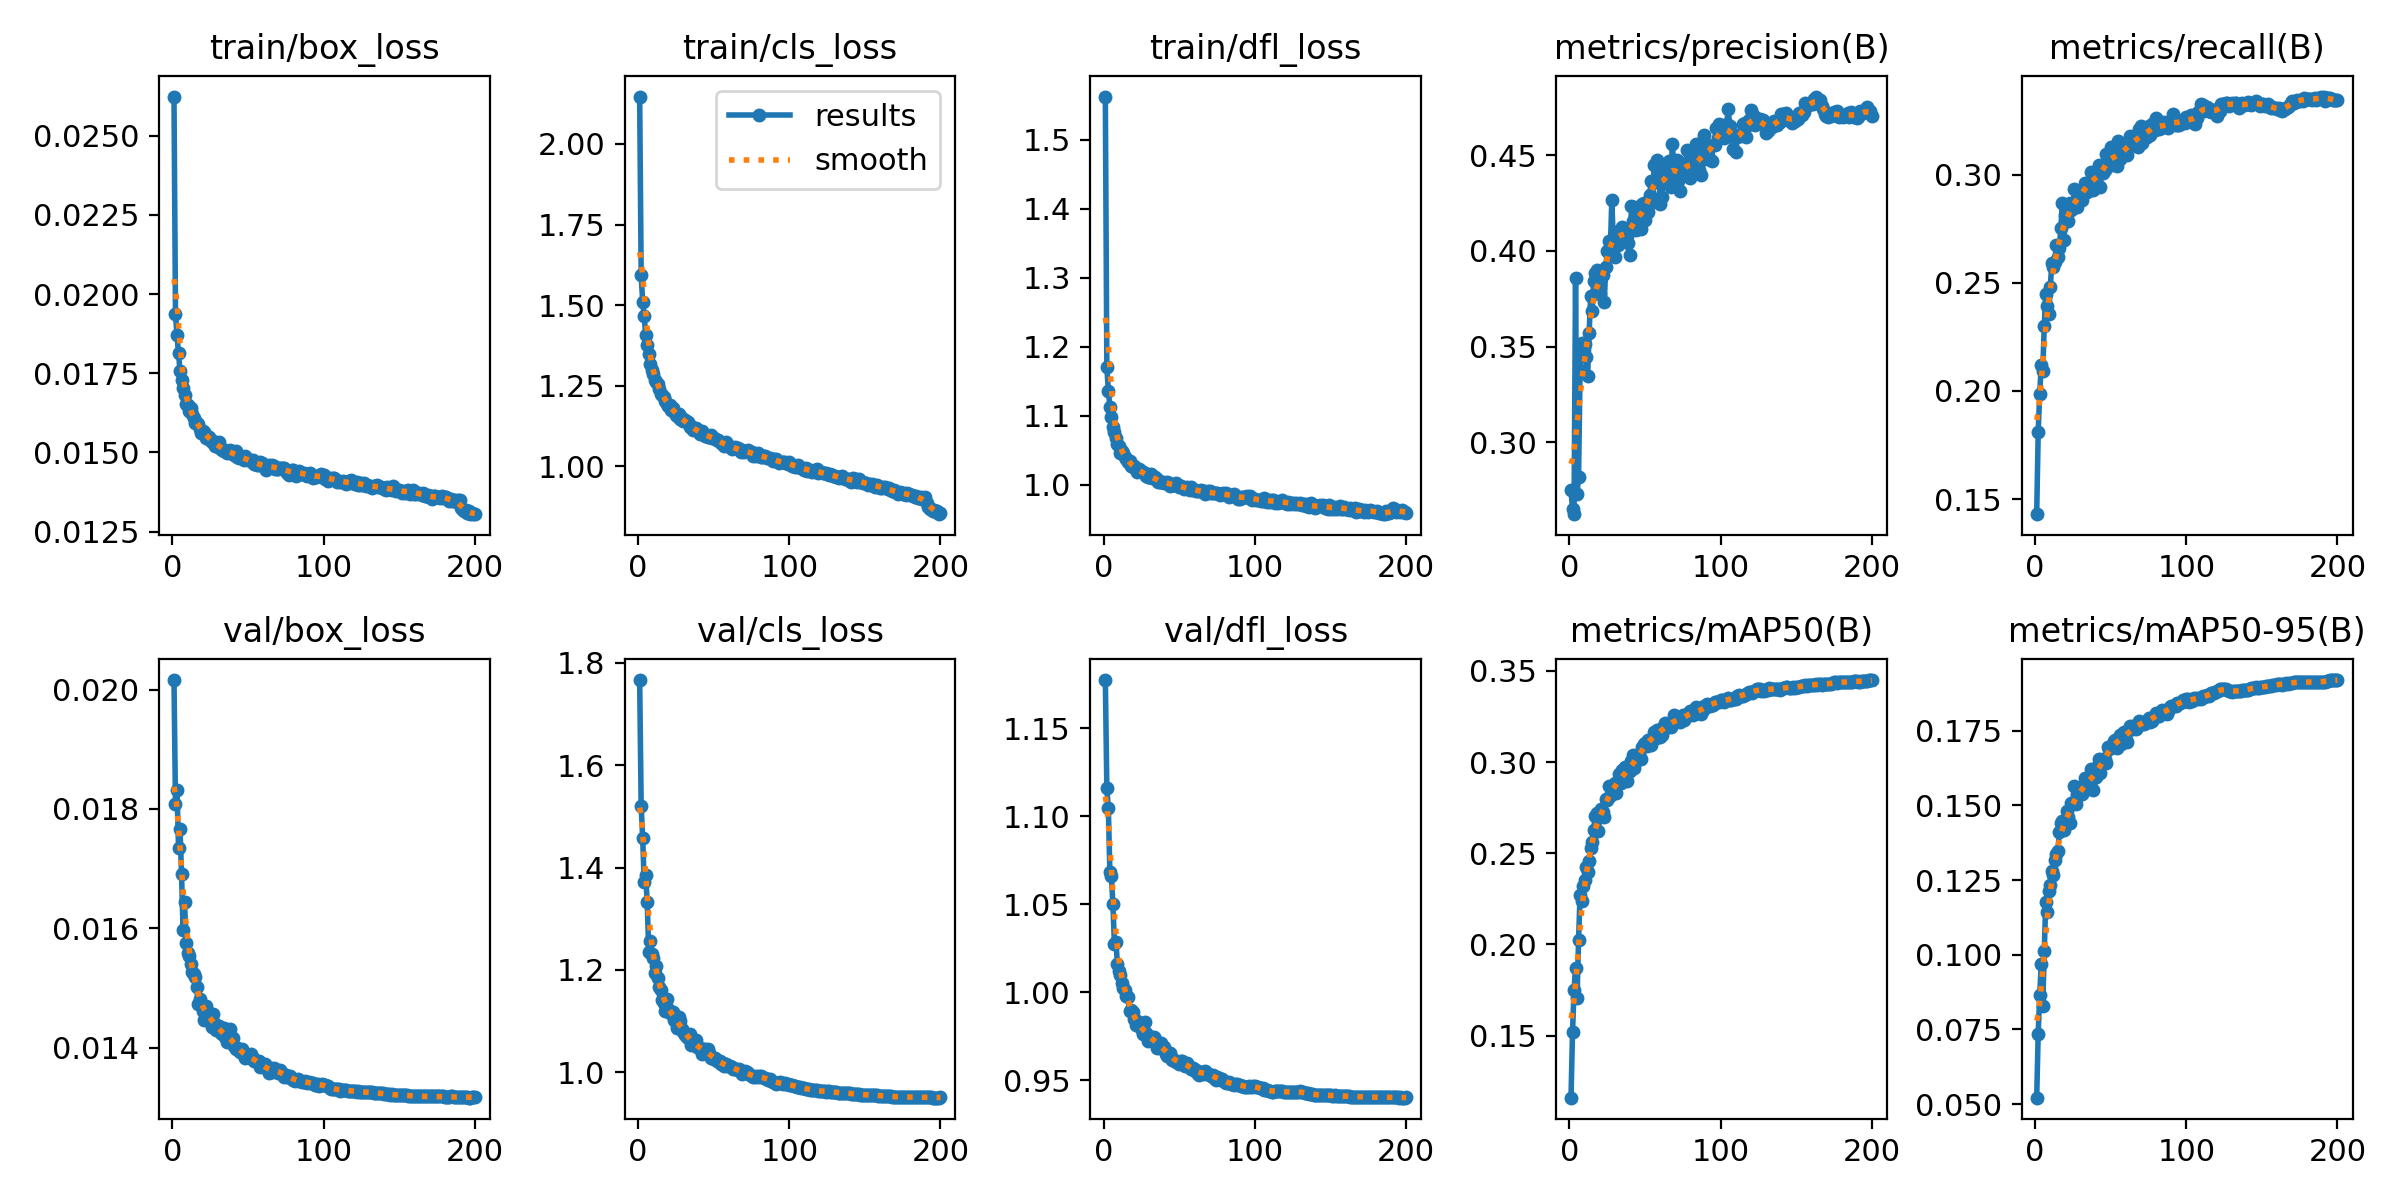 train/box_loss
0.0250
0.0225
0.0200
0.0175
0.0150
0.0125
0 100 200
train/cls_loss
results
smooth
2.00
1.75
1.50
1.25
1.00
0 100 200
train/dfl_loss
1.5
1.4
1.3
1.2
1.1
1.0
0 100 200
metrics/precision(B)
0.45
0.40
0.35
0.30
0 100 200
metrics/recall(B)
0.30
0.25
0.20
0.15
0 100 200
val/box_loss
0.020
0.018
0.016
0.014
0 100 200
val/cls_loss
1.8
1.6
1.4
1.2
1.0
0 100 200
val/dfl_loss
1.15
1.10
1.05
1.00
0.95
0 100 200
metrics/mAP50(B)
0.35
0.30
0.25
0.20
0.15
0 100 200
metrics/mAP50-95(B)
0.175
0.150
0.125
0.100
0.075
0.050
0 100 200